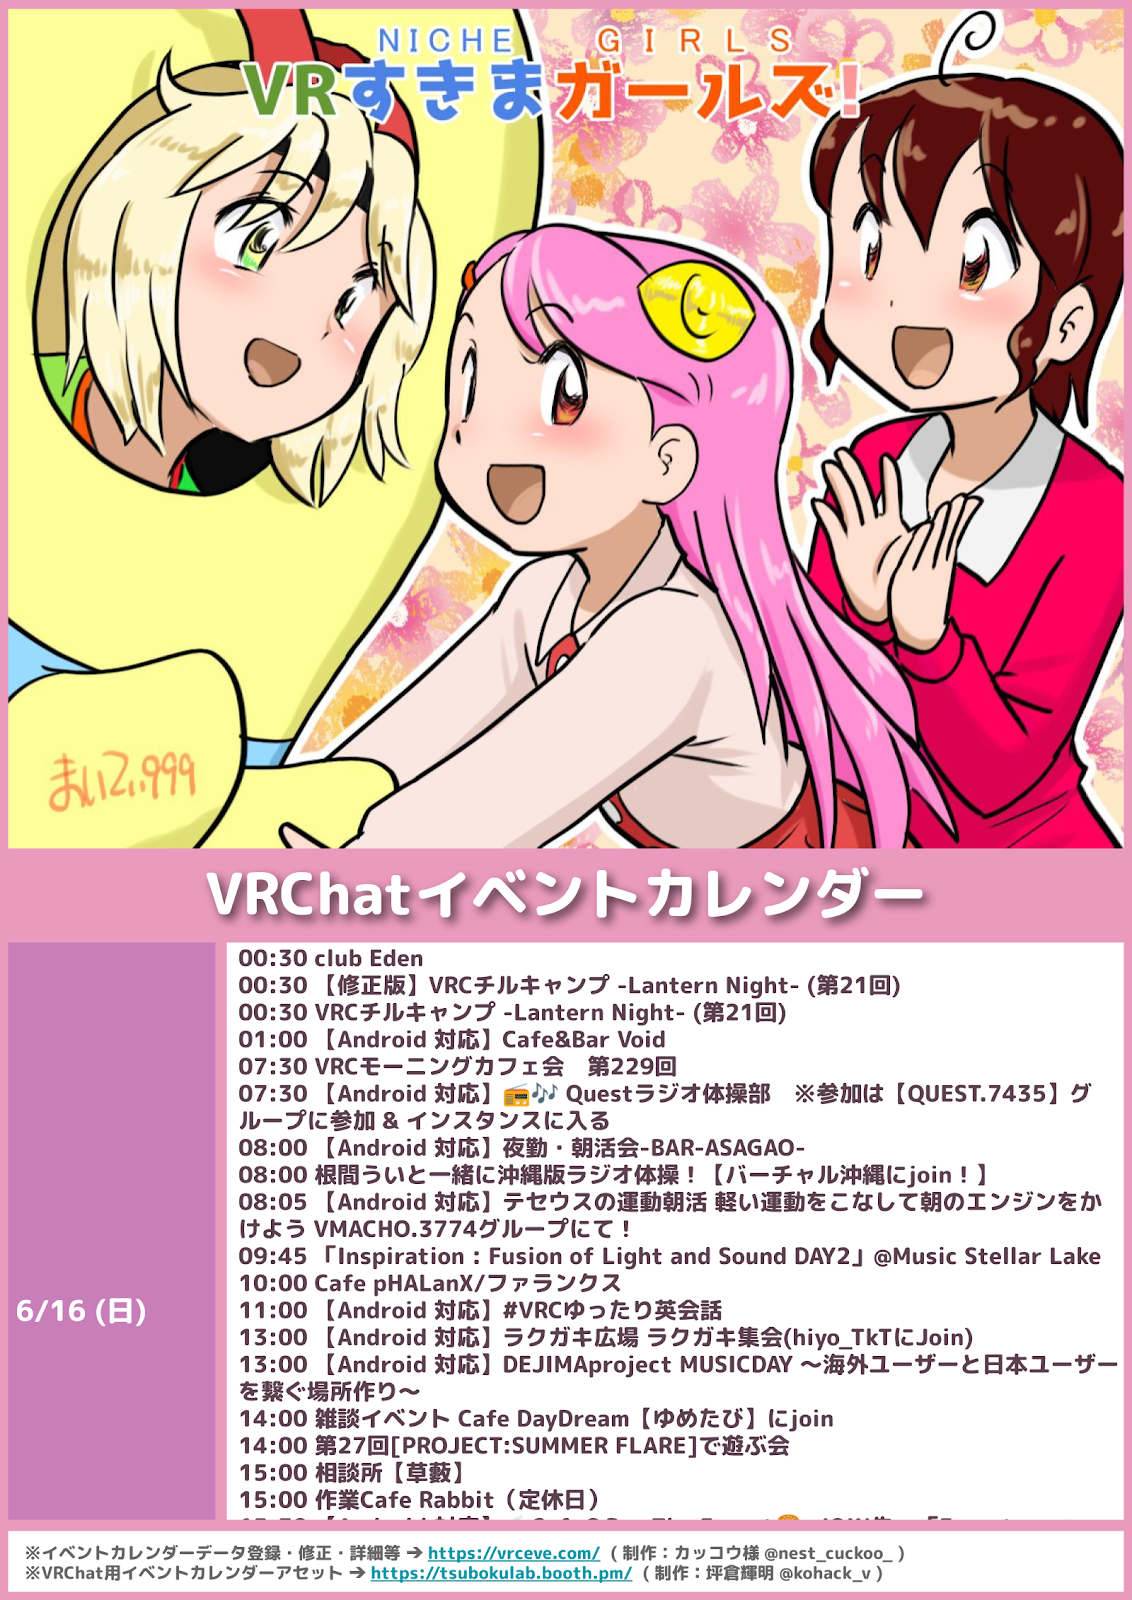 NICHE GIRLS
VRすきまガールズ!
まいてぃ999
VRChatイベントカレンダー
6/16 (日)
00:30 club Eden
00:30 【修正版】VRCチルキャンプ -Lantern Night- (第21回)
00:30 VRCチルキャンプ -Lantern Night- (第21回)
01:00 【Android 対応】Cafe&Bar Void
07:30 VRCモーニングカフェ会　第229回
07:30 【Android 対応】📻🎶 Questラジオ体操部　※参加は【QUEST.7435】グ
ループに参加 & インスタンスに入る
08:00 【Android 対応】夜勤・朝活会-BAR-ASAGAO-
08:00 根間ういと一緒に沖縄版ラジオ体操！【バーチャル沖縄にjoin！】
08:05 【Android 対応】テセウスの運動朝活 軽い運動をこなして朝のエンジンをか
けよう VMACHO.3774グループにて！
09:45 「Inspiration : Fusion of Light and Sound DAY2」@Music Stellar Lake
10:00 Cafe pHALanX/ファランクス
11:00 【Android 対応】#VRCゆったり英会話
13:00 【Android 対応】ラクガキ広場 ラクガキ集会(hiyo_TkTにJoin)
13:00 【Android 対応】DEJIMAproject MUSICDAY ～海外ユーザーと日本ユーザー
を繋ぐ場所作り～
14:00 雑談イベント Cafe DayDream【ゆめたび】にjoin
14:00 第27回[PROJECT:SUMMER FLARE]で遊ぶ会
15:00 相談所【草藪】
15:00 作業Cafe Rabbit（定休日）
※イベントカレンダーデータ登録・修正・詳細等 ➔ https://vrceve.com/ ( 制作：カッコウ様 @nest_cuckoo_ )
※VRChat用イベントカレンダーアセット ➔ https://tsubokulab.booth.pm/ ( 制作：坪倉輝明 @kohack_v )